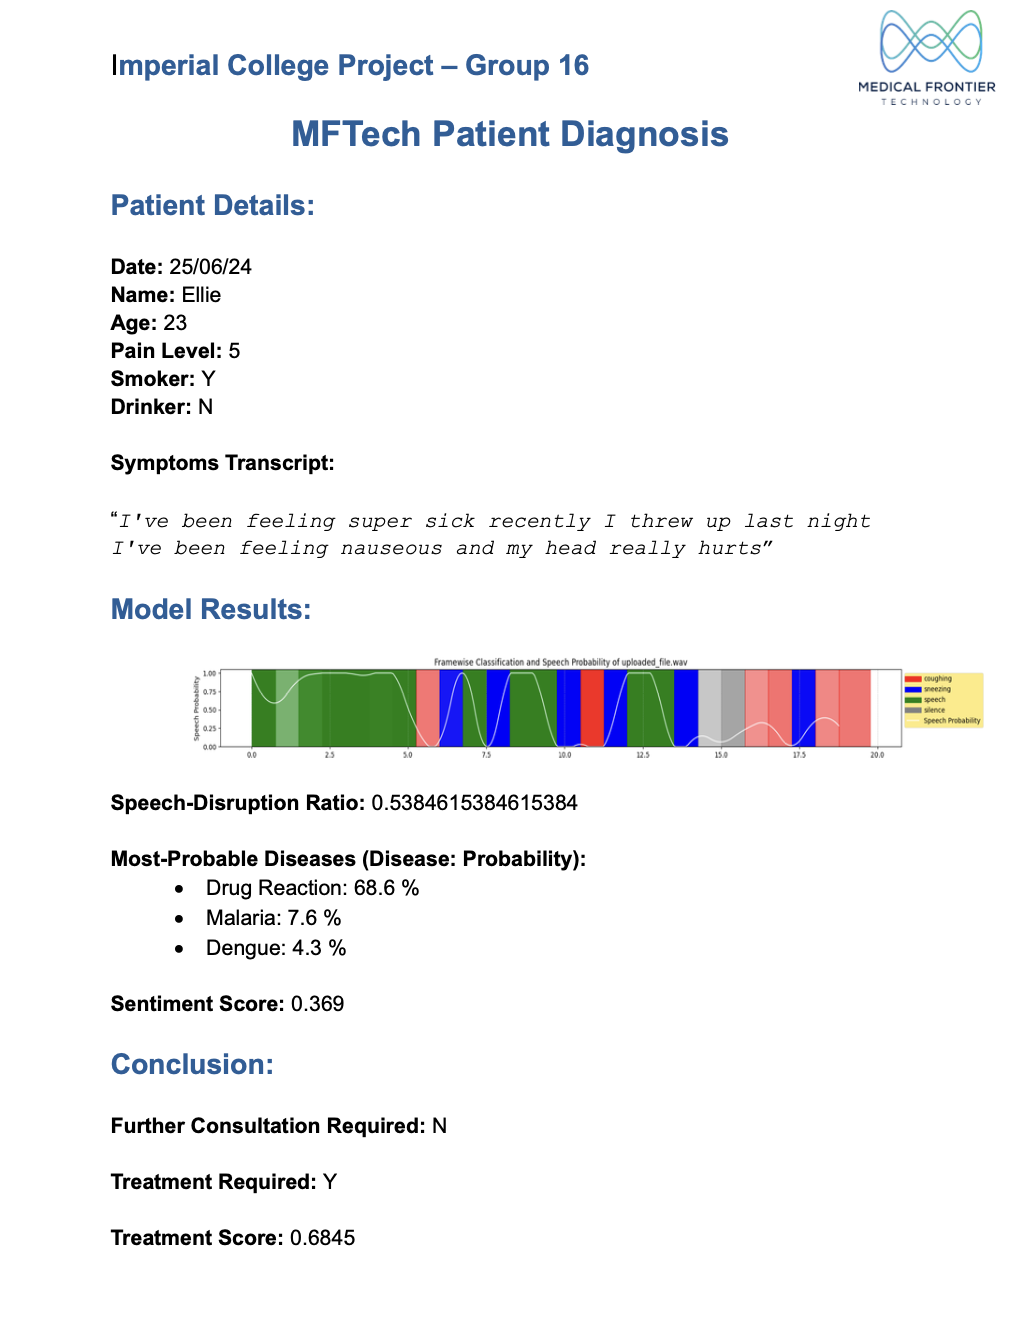 Imperial College Project – Group 16
MEDICAL FRONTIER
TECHNOLOGY
MFTech Patient Diagnosis
Patient Details:
Date: 25/06/24
Name: Ellie
Age: 23
Pain Level: 5
Smoker: Y
Drinker: N
Symptoms Transcript:
“I've been feeling super sick recently I threw up last night
I've been feeling nauseous and my head really hurts”
Model Results:
Framewise Classification and Speech Probability of uploaded_file.wav
Speech Probability
1.00
0.75
0.50
0.25
0.00
0.0 2.5 5.0 7.5 10.0 12.5 15.0 17.5 20.0
coughing
sneezing
speech
silence
Speech Probability
Speech-Disruption Ratio: 0.5384615384615384
Most-Probable Diseases (Disease: Probability):
• Drug Reaction: 68.6 %
• Malaria: 7.6 %
• Dengue: 4.3 %
Sentiment Score: 0.369
Conclusion:
Further Consultation Required: N
Treatment Required: Y
Treatment Score: 0.6845